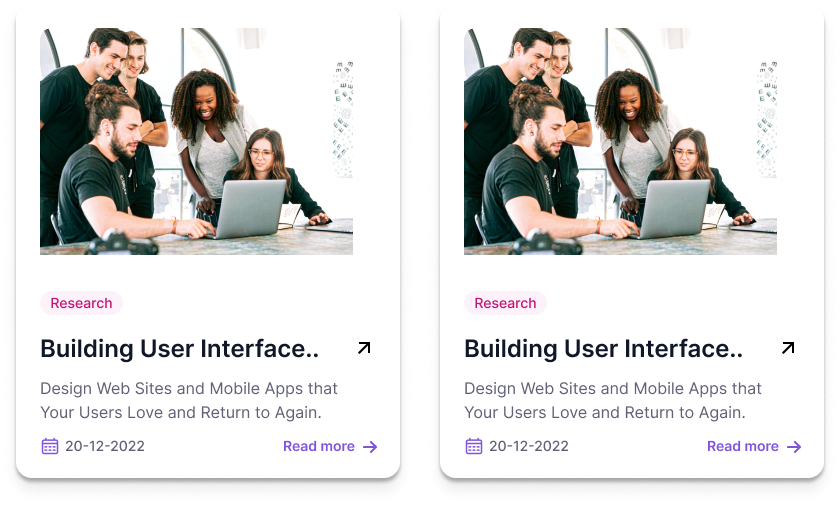 Research
Building User Interface..
Design Web Sites and Mobile Apps that
Your Users Love and Return to Again.
20-12-2022
Read more
Research
Building User Interface..
Design Web Sites and Mobile Apps that
Your Users Love and Return to Again.
20-12-2022
Read more